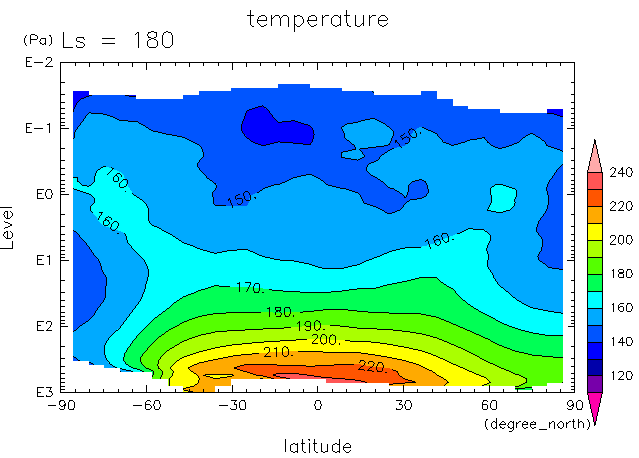 temperature
(Pa) Ls = 180
E-2
E-1
E0
E1
E2
E3
Level
150.
150.
160.
160.
160.
170.
180.
190.
200.
210.
220.
240
220
200
180
160
140
120
-90 -60 -30 0 30 60 90
(degree_north)
latitude